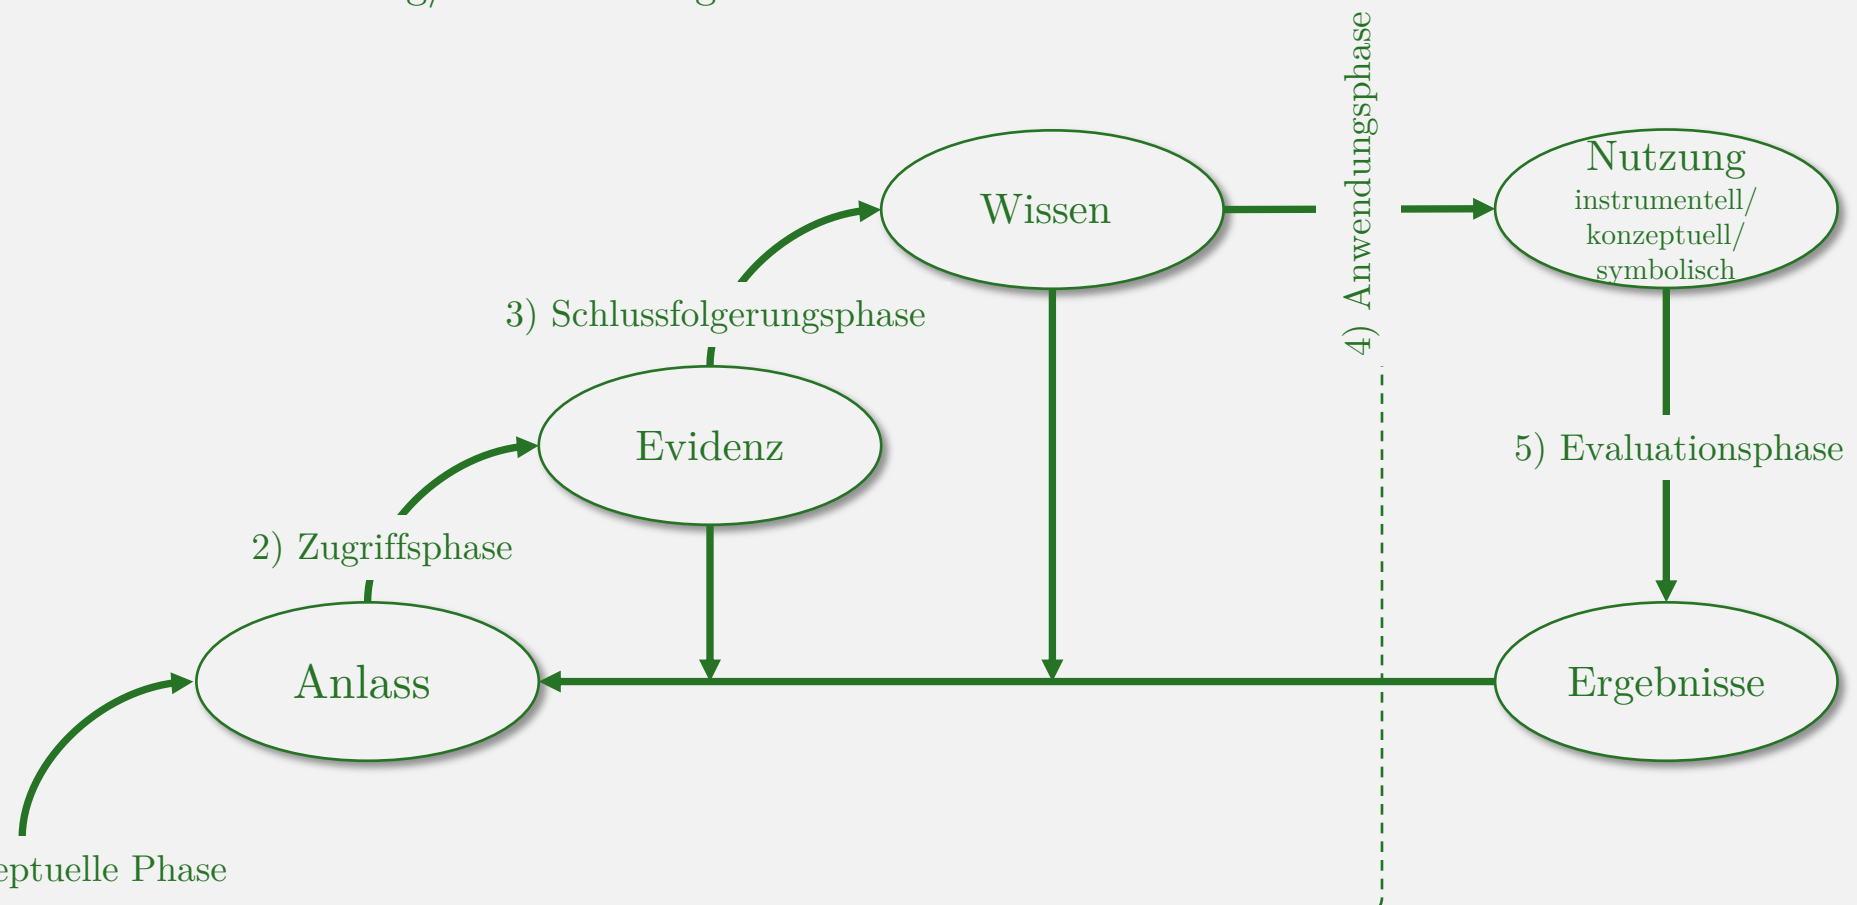 4) Anwendungsphase
Nutzung
instrumentell/
konzeptuell/
symbolisch
Wissen
3) Schlussfolgerungsphase
Evidenz
5) Evaluationsphase
2) Zugriffsphase
Anlass
Ergebnisse
eptuelle Phase